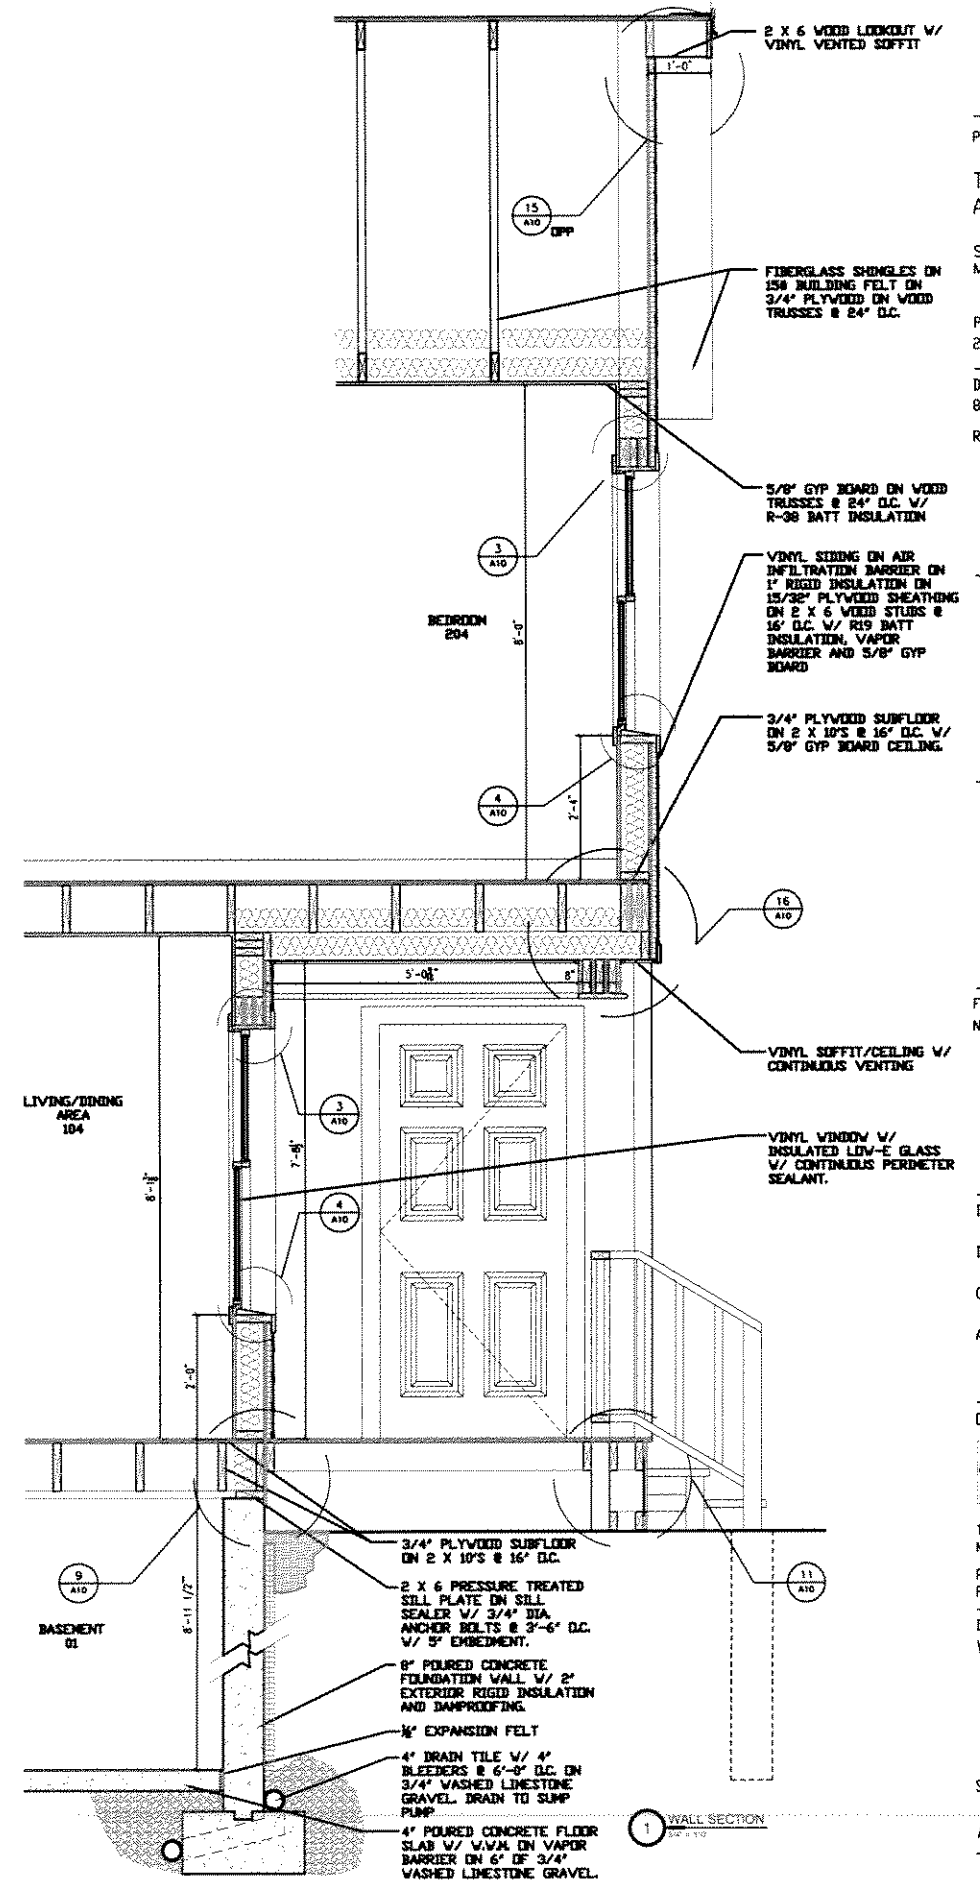 2 X 6 WOOD LOOKOUT W/
VINYL VENTED SOFFIT
1'-0"
15
A10
OPP
FIBERGLASS SHINGLES ON
15# BUILDING FELT ON
3/4" PLYWOOD ON WOOD
TRUSSES @ 24" O.C.
5/8" GYP BOARD ON WOOD
TRUSSES @ 24" O.C. W/
R-38 BATT INSULATION
3
A10
VINYL SIDING ON AIR
INFILTRATION BARRIER ON
1" RIGID INSULATION ON
15/32" PLYWOOD SHEATHING
ON 2 X 6 WOOD STUDS @
16" O.C. W/ R19 BATT
INSULATION, VAPOR
BARRIER AND 5/8" GYP
BOARD
BEDROOM
204
8'-0"
3/4" PLYWOOD SUBFLOOR
ON 2 X 10'S @ 16" O.C. W/
5/8" GYP BOARD CEILING.
4
A10
2'-4"
16
A10
5'-0
8"
VINYL SOFFIT/CEILING W/
CONTINUOUS VENTING
LIVING/DINING
AREA
104
3
A10
VINYL WINDOW W/
INSULATED LOW-E GLASS
W/ CONTINUOUS PERIMETER
SEALANT.
4
A10
2'-0"
3/4" PLYWOOD SUBFLOOR
ON 2 X 10'S @ 16" O.C.
9
A10
11
A10
2 X 6 PRESSURE TREATED
SILL PLATE ON SILL
SEALER W/ 3/4" DIA.
ANCHOR BOLTS @ 3'-6" O.C.
W/ 5" EMBEDMENT.
8'-11 1/2"
BASEMENT
01
8" POURED CONCRETE
FOUNDATION WALL W/ 2"
EXTERIOR RIGID INSULATION
AND DAMPROOFING.
EXPANSION FELT
4" DRAIN TILE W/ 4"
BLEEDERS @ 6'-0" O.C. ON
3/4" WASHED LIMESTONE
GRAVEL. DRAIN TO SUMP
PUMP
4" POURED CONCRETE FLOOR
SLAB W/ W.W.M. ON VAPOR
BARRIER ON 6" OF 3/4"
WASHED LIMESTONE GRAVEL.
1
WALL SECTION